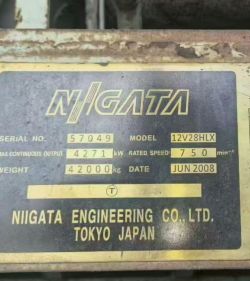 NIIGATA
SERIAL NO. 57049 MODEL 12V28HLX
MAX CONTINUOUS OUTPUT 4271 kW RATED SPEED 750 min⁻¹
WEIGHT 42000 kg DATE JUN 2008
T
NIIGATA ENGINEERING CO., LTD.
TOKYO JAPAN